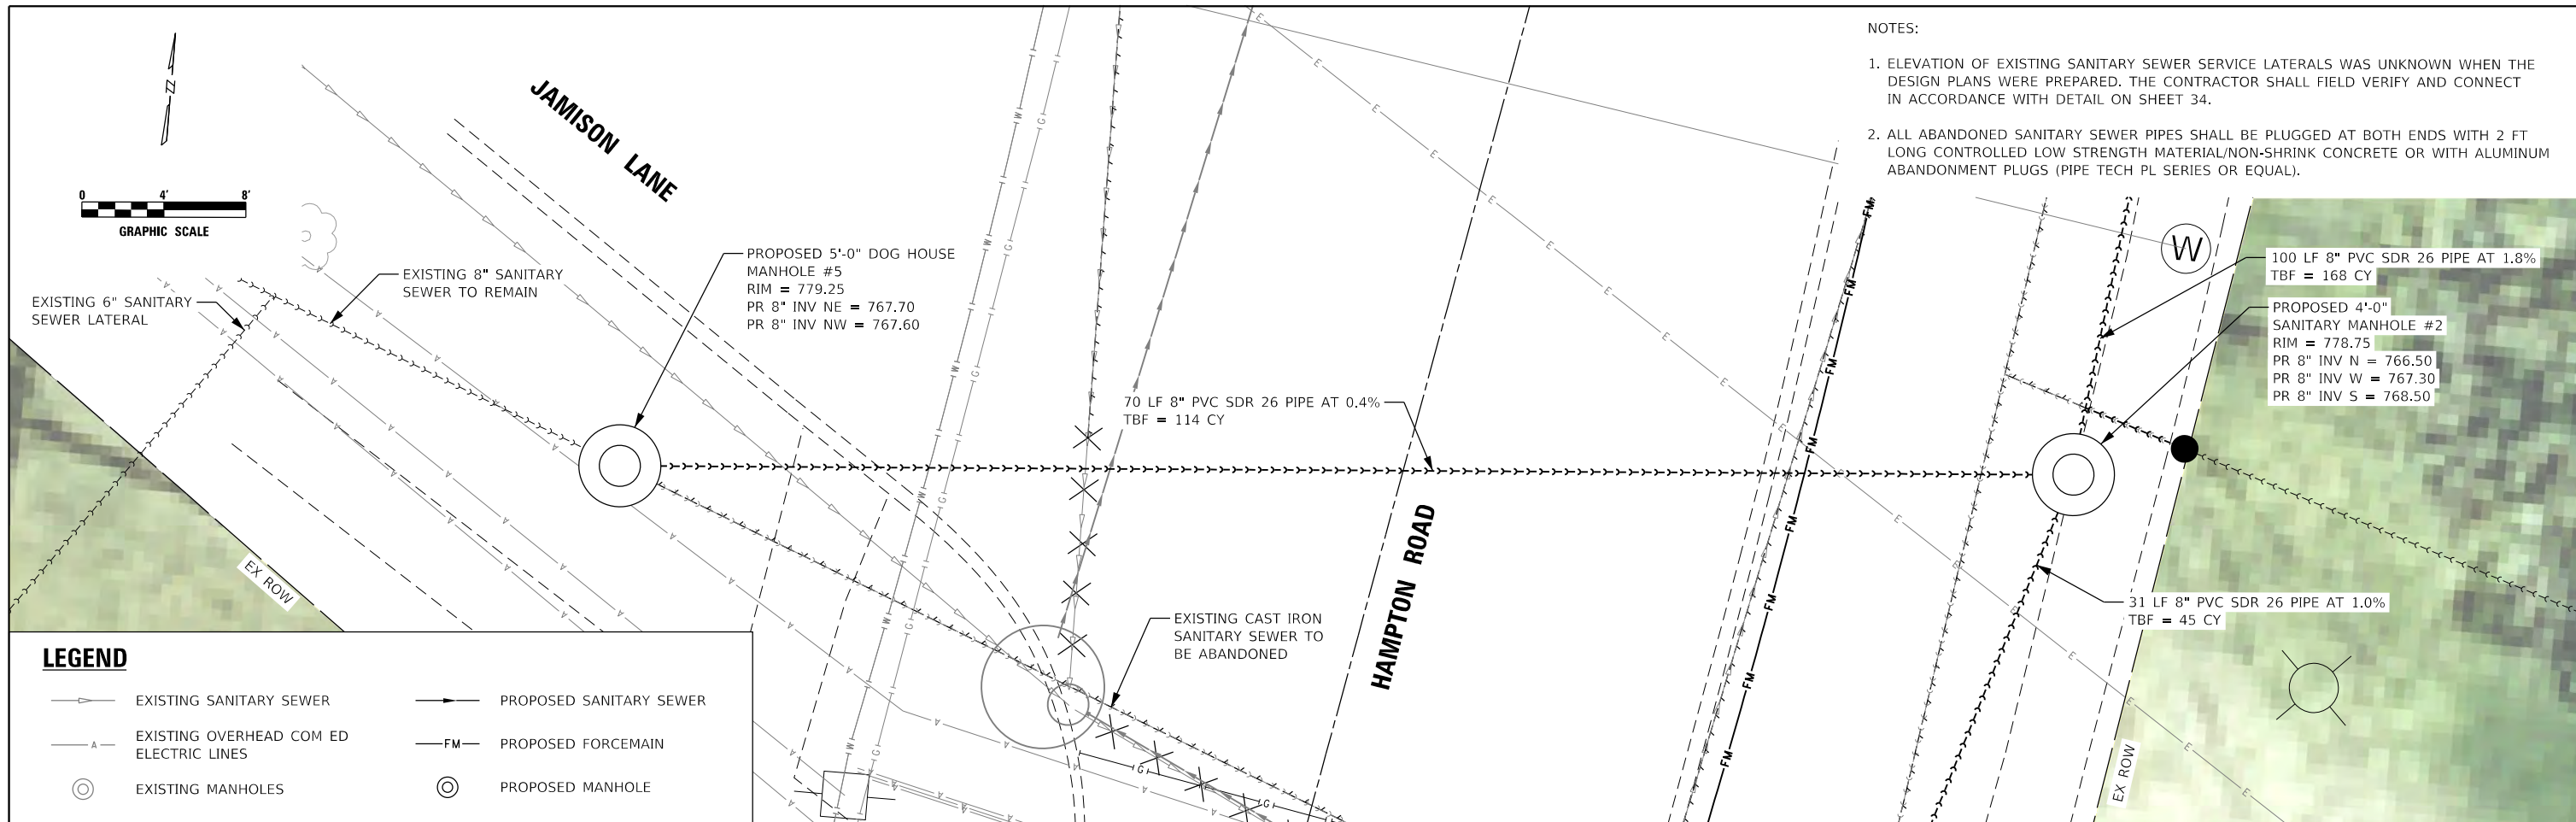 NOTES:
1. ELEVATION OF EXISTING SANITARY SEWER SERVICE LATERALS WAS UNKNOWN WHEN THE
DESIGN PLANS WERE PREPARED. THE CONTRACTOR SHALL FIELD VERIFY AND CONNECT
IN ACCORDANCE WITH DETAIL ON SHEET 34.
2. ALL ABANDONED SANITARY SEWER PIPES SHALL BE PLUGGED AT BOTH ENDS WITH 2 FT
LONG CONTROLLED LOW STRENGTH MATERIAL/NON-SHRINK CONCRETE OR WITH ALUMINUM
ABANDONMENT PLUGS (PIPE TECH PL SERIES OR EQUAL).
JAMISON LANE
0 4' 8'
GRAPHIC SCALE
EXISTING 6" SANITARY
SEWER LATERAL
EXISTING 8" SANITARY
SEWER TO REMAIN
PROPOSED 5'-0" DOG HOUSE
MANHOLE #5
RIM = 779.25
PR 8" INV NE = 767.70
PR 8" INV NW = 767.60
70 LF 8" PVC SDR 26 PIPE AT 0.4%
TBF = 114 CY
W
100 LF 8" PVC SDR 26 PIPE AT 1.8%
TBF = 168 CY
PROPOSED 4'-0"
SANITARY MANHOLE #2
RIM = 778.75
PR 8" INV N = 766.50
PR 8" INV W = 767.30
PR 8" INV S = 768.50
HAMPTON ROAD
EX ROW
EXISTING CAST IRON
SANITARY SEWER TO
BE ABANDONED
31 LF 8" PVC SDR 26 PIPE AT 1.0%
TBF = 45 CY
EX ROW
FM
FM
FM
FM
FM
FM
FM
FM
LEGEND
EXISTING SANITARY SEWER
A EXISTING OVERHEAD COM ED
ELECTRIC LINES
EXISTING MANHOLES
PROPOSED SANITARY SEWER
FM PROPOSED FORCEMAIN
PROPOSED MANHOLE